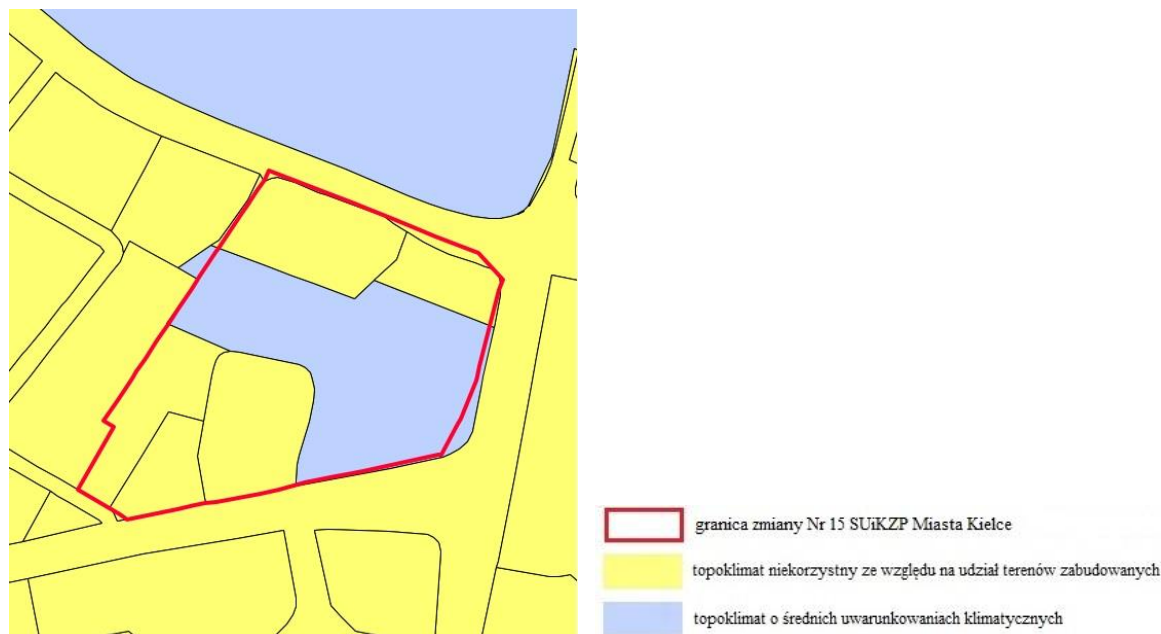 granica zmiany Nr 15 SUiKZP Miasta Kielce
topoklimat niekorzystny ze względu na udział terenów zabudowanych
topoklimat o średnich uwarunkowaniach klimatycznych